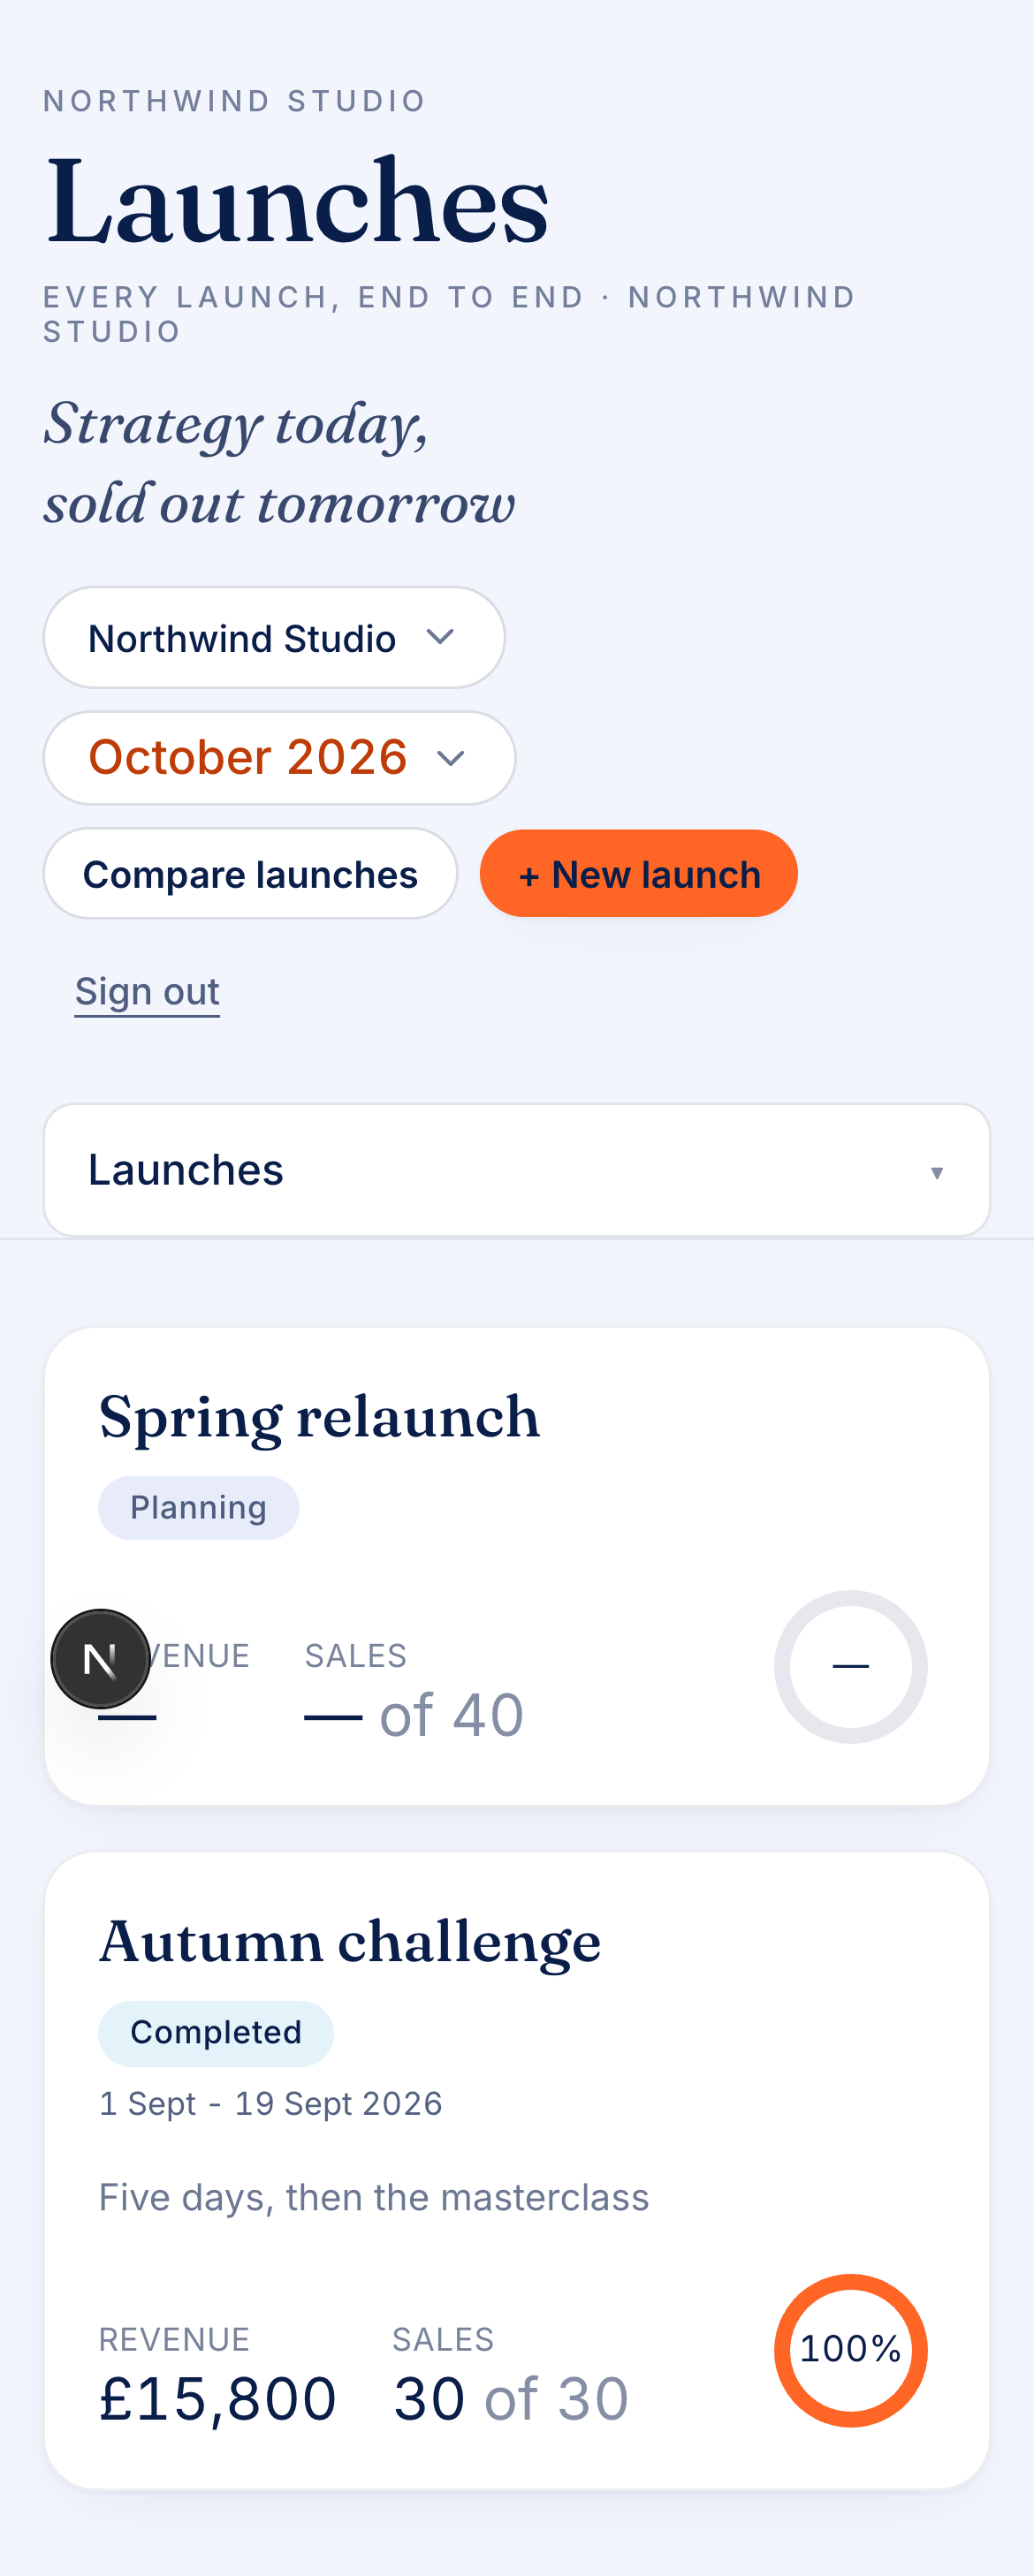 NORTHWIND STUDIO
Launches
EVERY LAUNCH, END TO END · NORTHWIND
STUDIO
Strategy today,
sold out tomorrow
Northwind Studio
October 2026
Compare launches
+ New launch
Sign out
Launches
Spring relaunch
Planning
N
SALES
— of 40
—
—
Autumn challenge
Completed
1 Sept - 19 Sept 2026
Five days, then the masterclass
REVENUE
SALES
£15,800
30 of 30
100%